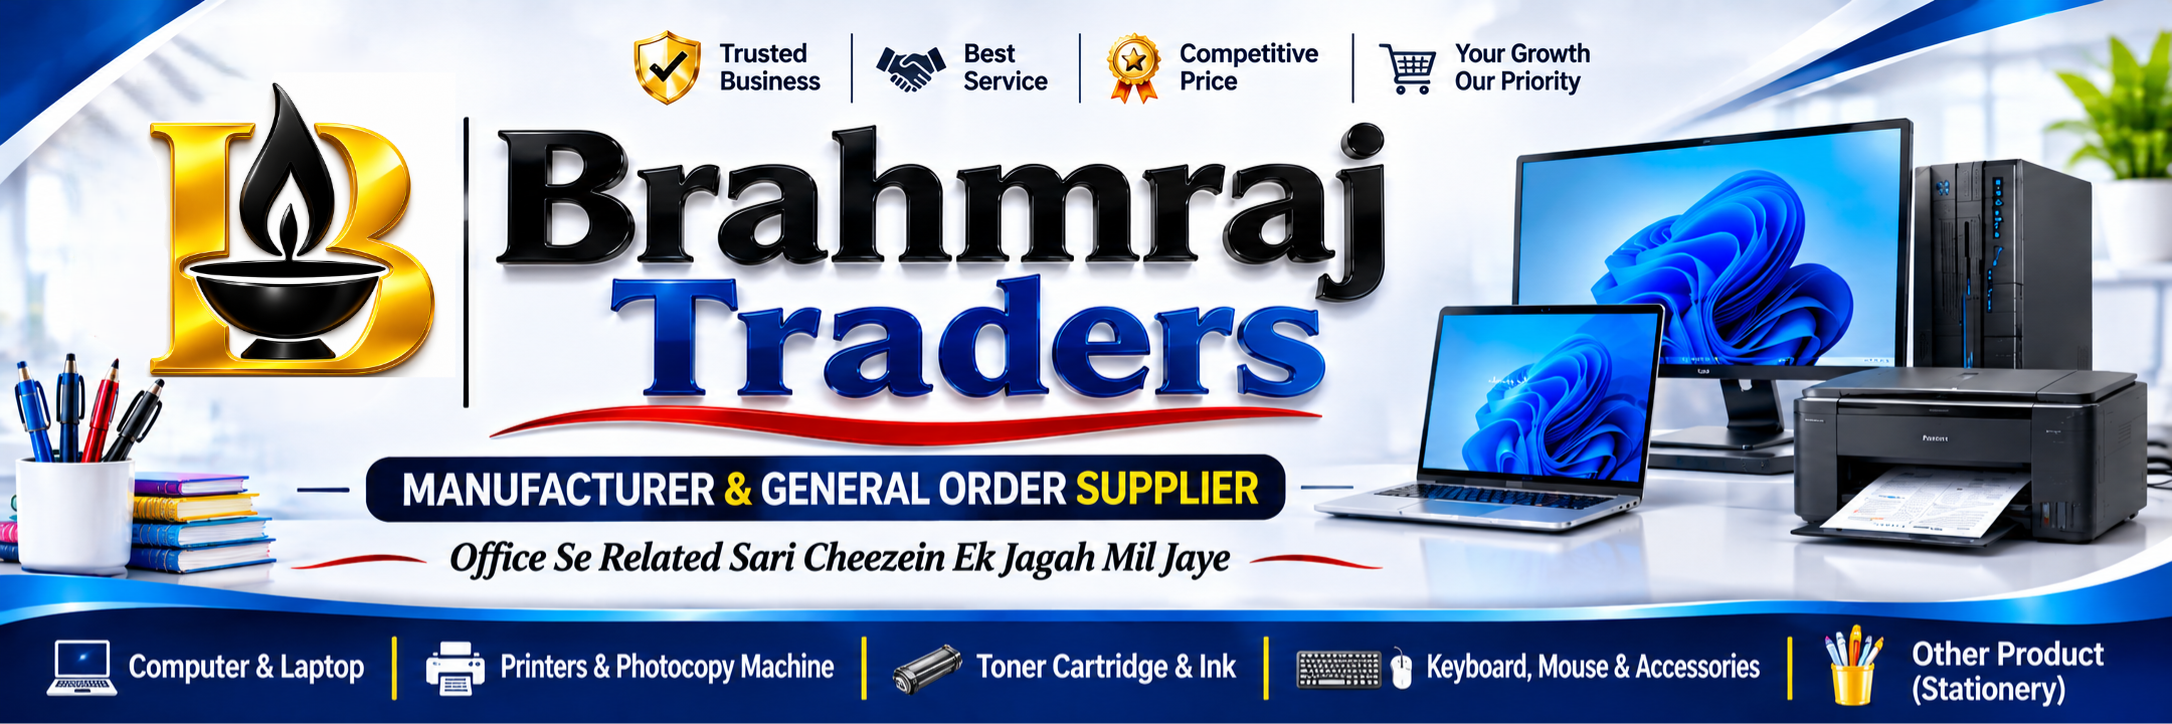 Trusted
Business
Best
Service
Competitive
Price
Your Growth
Our Priority
B
Brahmraj
Traders
MANUFACTURER & GENERAL ORDER SUPPLIER
Office Se Related Sari Cheezein Ek Jagah Mil Jaye
Computer & Laptop
Printers & Photocopy Machine
Toner Cartridge & Ink
Keyboard, Mouse & Accessories
Other Product
(Stationery)